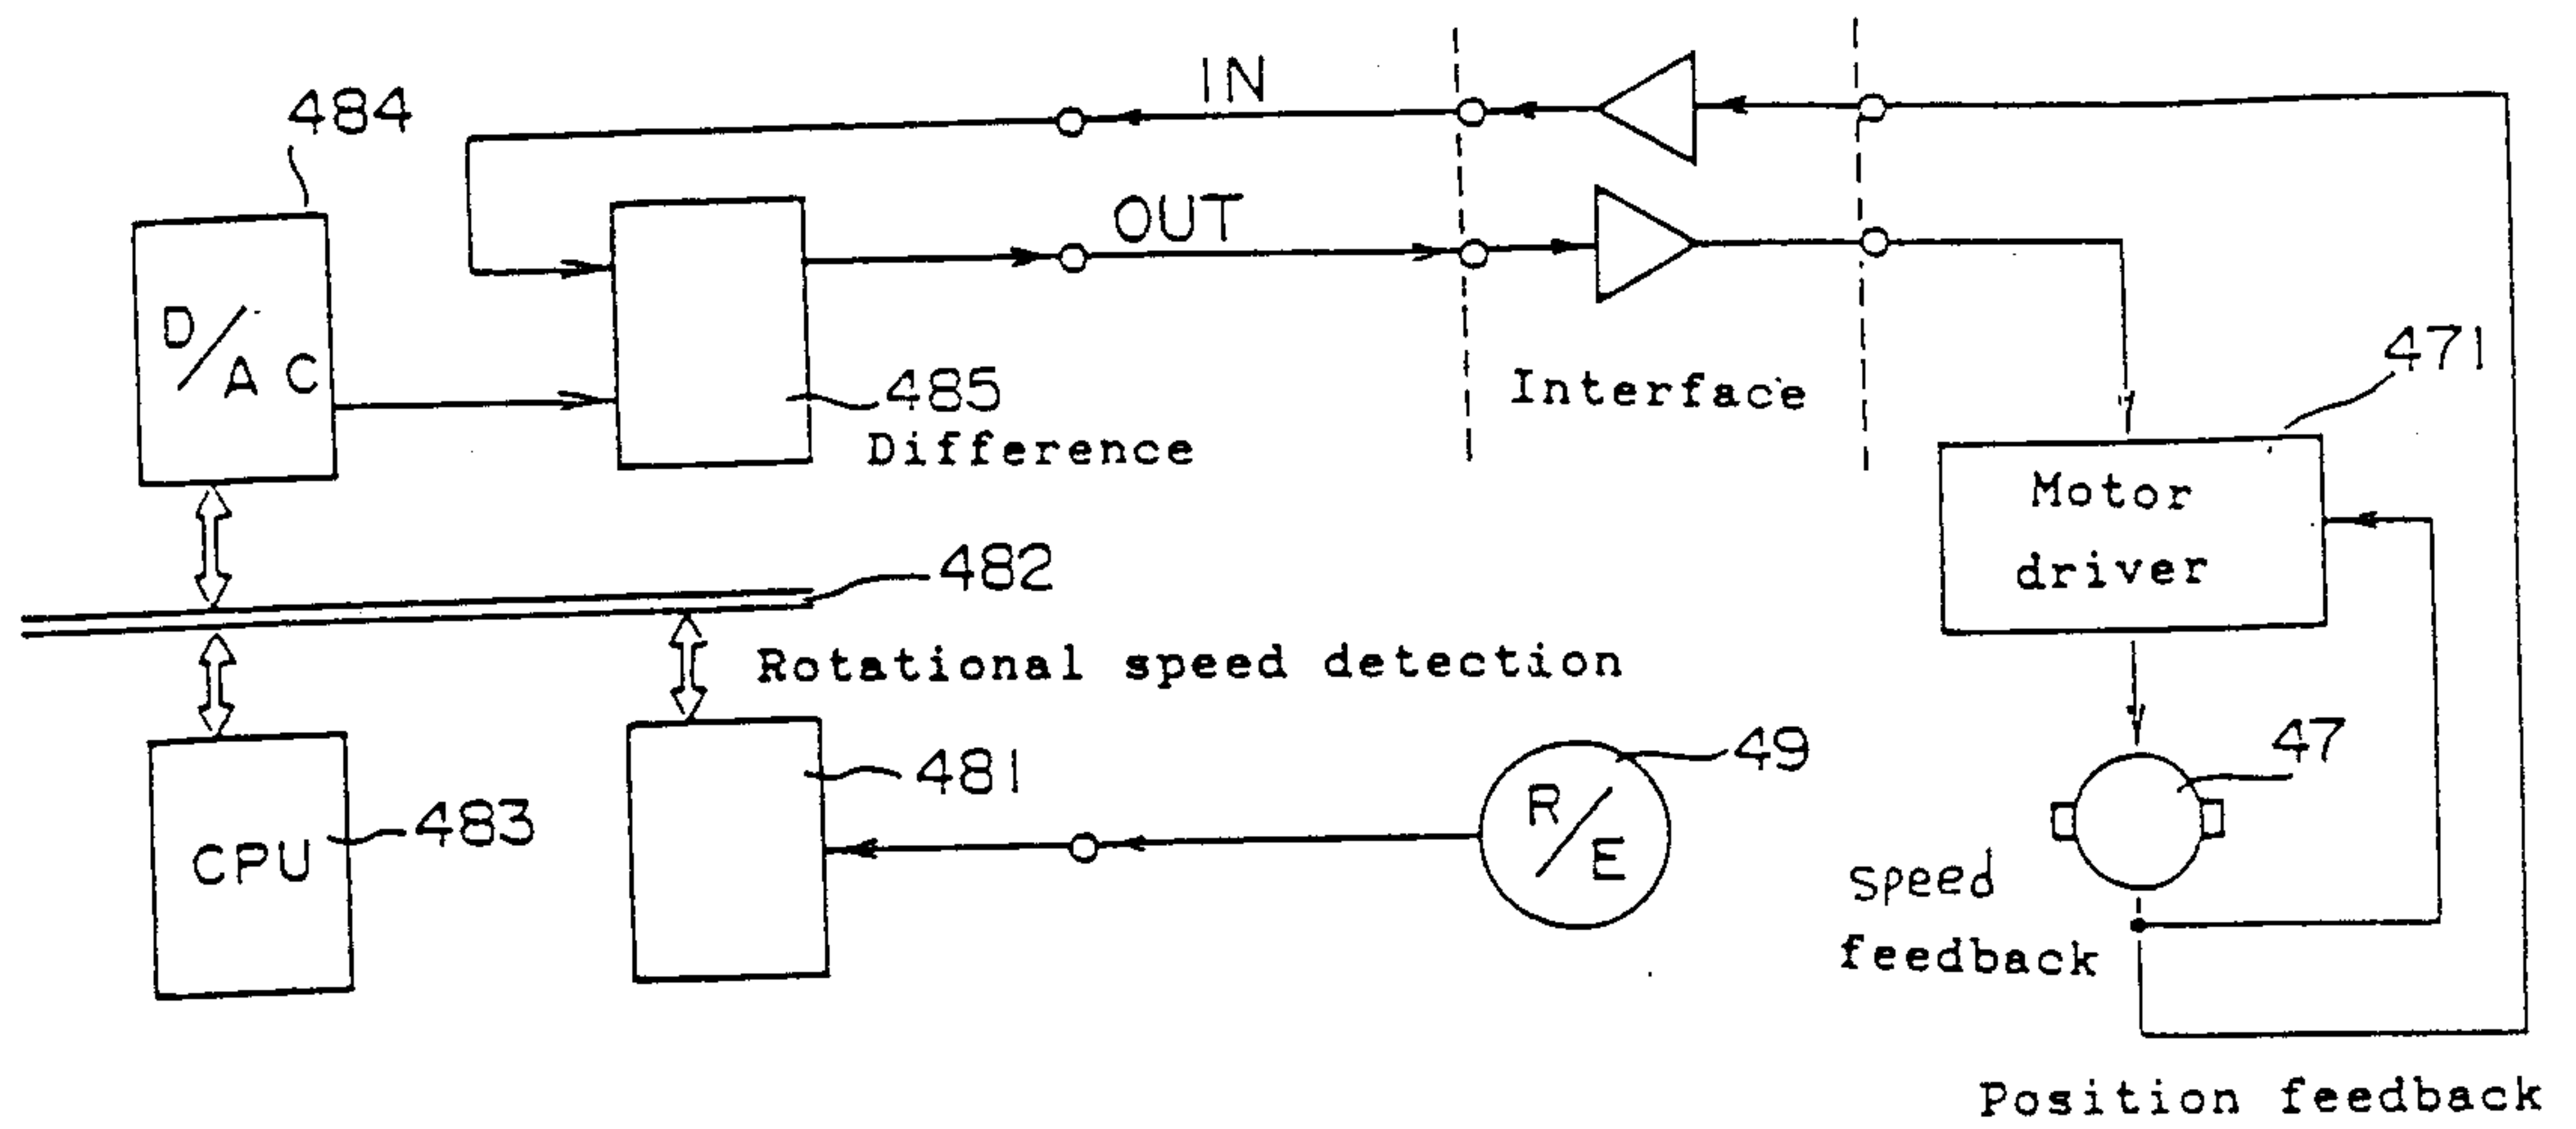 IN
484
OUT
D/A C
471
Interface
485
Difference
Motor
driver
482
Rotational speed detection
47
49
481
R/E
483
CPU
speed
feedback
Position feedback